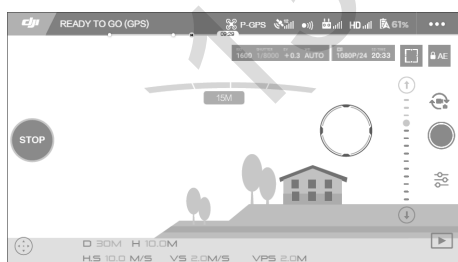 dji READY TO GO (GPS) P-GPS HD 61%
09:29
1600 1/8000 +0.3 AUTO 1080P/24 20:33 AE
15M
STOP
D 30M H 10.0M
H.S 10.0 M/S VS 2.0M/S VPS 2.0M